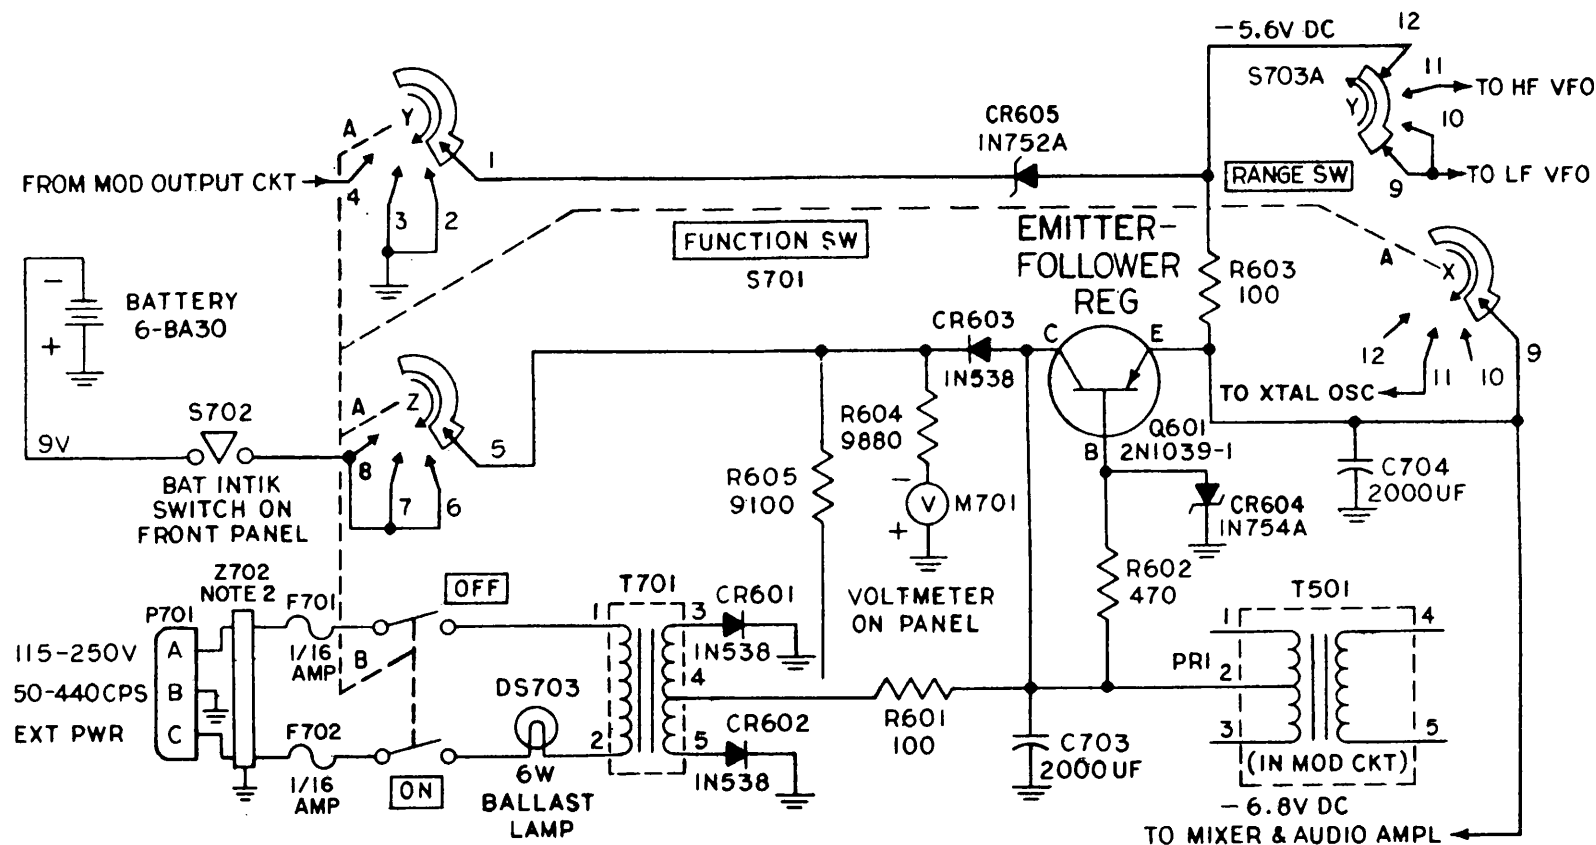 -5.6V DC
12
S703A
11
TO HF VFO
Y
10
TO LF VFO
9
RANGE SW
A
Y
1
FROM MOD OUTPUT CKT
4
3
2
CR605
1N752A
FUNCTION SW
S701
EMITTER-
FOLLOWER
REG
R603
100
A
X
12
11
10
9
TO XTAL OSC
-
+
BATTERY
6-BA30
CR603
1N538
C
E
B
Q601
2N1039-1
S702
9V
BAT INTIK
SWITCH ON
FRONT PANEL
A
Z
8
7
6
5
R604
9880
R605
9100
-
V
+
M701
VOLTMETER
ON PANEL
CR604
1N754A
C704
2000UF
R602
470
Z702
NOTE 2
P701
F701
1/16
AMP
OFF
115-250V
50-440CPS
EXT PWR
A
B
C
B
F702
1/16
AMP
ON
DS703
6W
BALLAST
LAMP
T701
1
2
3
4
5
CR601
1N538
CR602
1N538
R601
100
C703
2000UF
T501
1
PRI
2
3
4
5
(IN MOD CKT)
-6.8V DC
TO MIXER & AUDIO AMPL